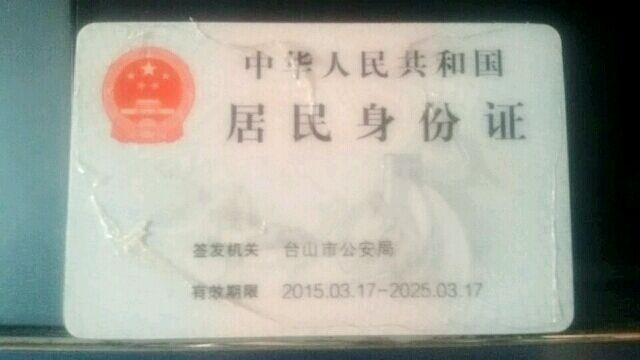 中华人民共和国
居民身份证
签发机关 台山市公安局
有效期限 2015.03.17-2025.03.17